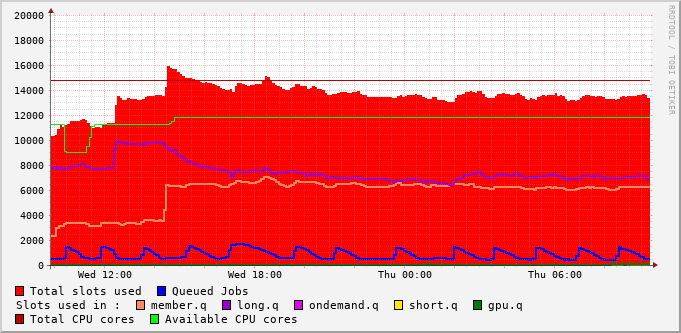 20000
18000
16000
14000
12000
10000
8000
6000
4000
2000
0
Wed 12:00 Wed 18:00 Thu 00:00 Thu 06:00
RRDTOOL / TOBI OETIKER
Total slots used Queued Jobs
Slots used in : member.q long.q ondemand.q short.q gpu.q
Total CPU cores Available CPU cores